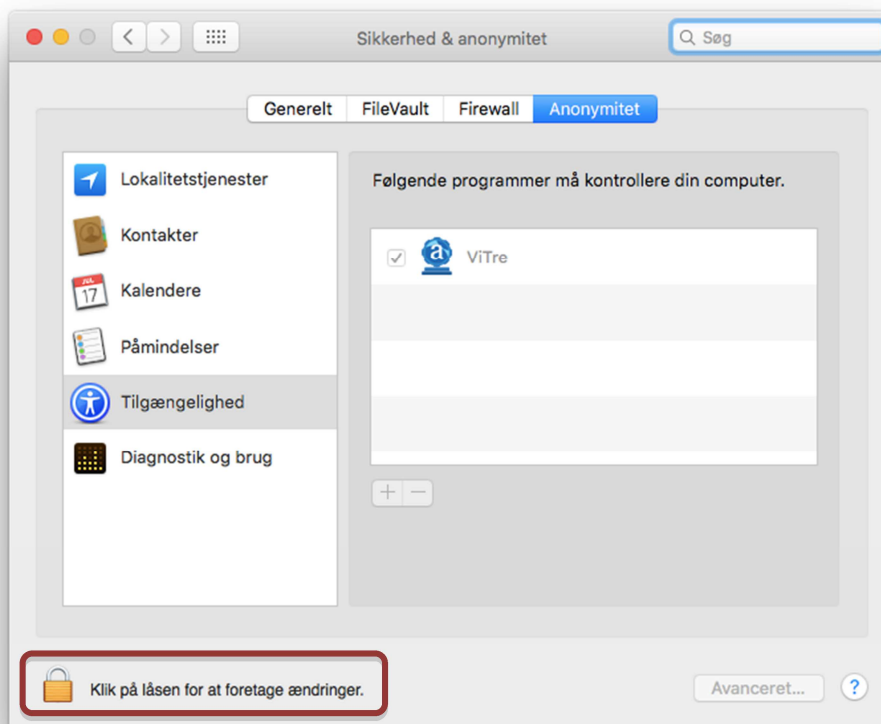 Sikkerhed & anonymitet
Søg
Generelt FileVault Firewall Anonymitet
Lokalitetstjenester
Kontakter
JUL
17
Kalendere
Påmindelser
Tilgængelighed
Diagnostik og brug
Følgende programmer må kontrollere din computer.
a
ViTre
+ −
Klik på låsen for at foretage ændringer.
Avanceret...
?